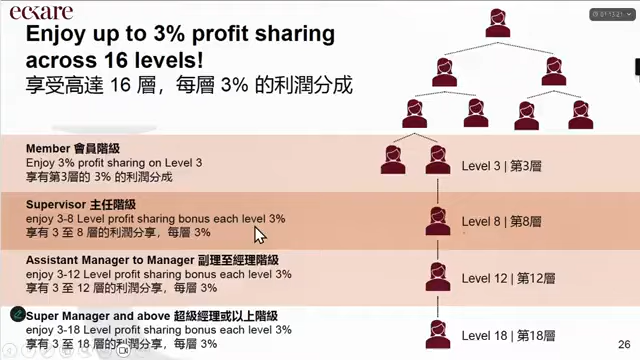 eckare
Enjoy up to 3% profit sharing
across 16 levels!
享受高達 16 層，每層 3% 的利潤分成
Member 會員階級
Enjoy 3% profit sharing on Level 3
享有第3層的 3% 的利潤分成
Level 3 | 第3層
Supervisor 主任階級
enjoy 3-8 Level profit sharing bonus each level 3%
享有 3 至 8 層的利潤分享，每層 3%
Level 8 | 第8層
Assistant Manager to Manager 副理至經理階級
enjoy 3-12 Level profit sharing bonus each level 3%
享有 3 至 12 層的利潤分享，每層 3%
Level 12 | 第12層
Super Manager and above 超級經理或以上階級
enjoy 3-18 Level profit sharing bonus each level 3%
享有 3 至 18 層的利潤分享，每層 3%
Level 18 | 第18層
26